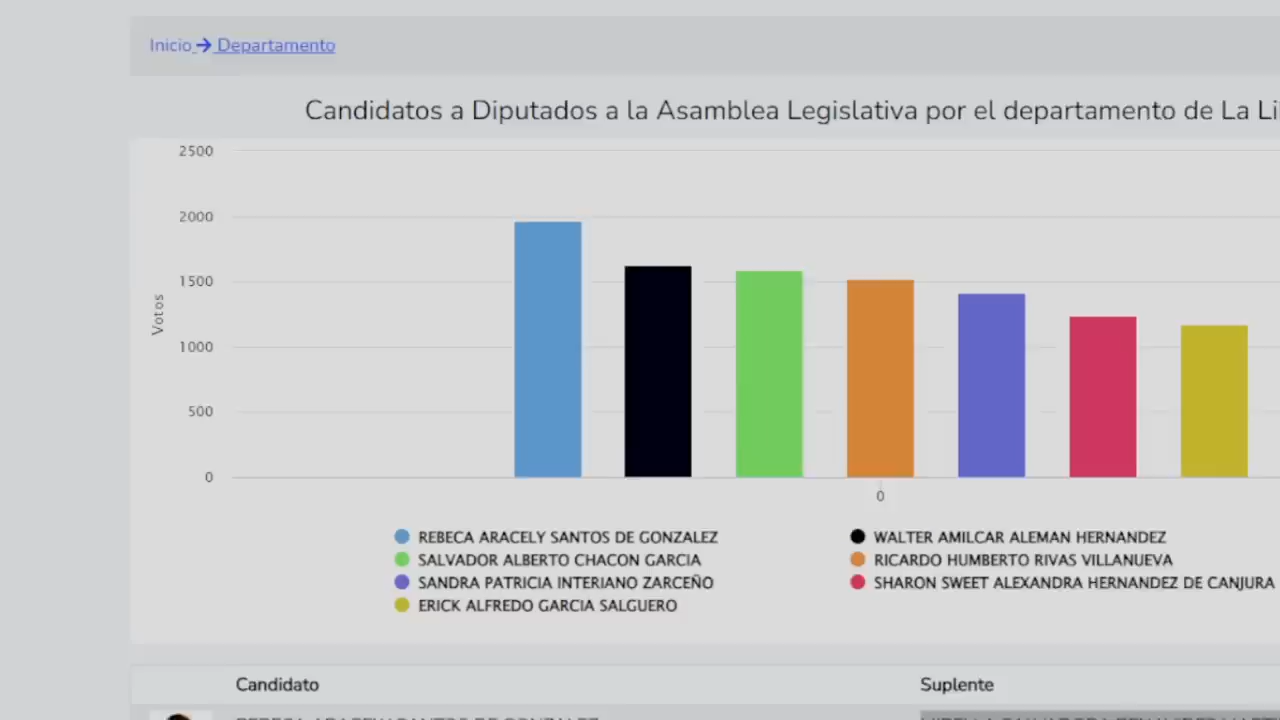 Inicio → Departamento
Candidatos a Diputados a la Asamblea Legislativa por el departamento de La Li
2500
2000
1500
1000
500
0
Votos
0
REBECA ARACELY SANTOS DE GONZALEZ
WALTER AMILCAR ALEMAN HERNANDEZ
SALVADOR ALBERTO CHACON GARCIA
RICARDO HUMBERTO RIVAS VILLANUEVA
SANDRA PATRICIA INTERIANO ZARCEÑO
SHARON SWEET ALEXANDRA HERNANDEZ DE CANJURA
ERICK ALFREDO GARCIA SALGUERO
Candidato
Suplente